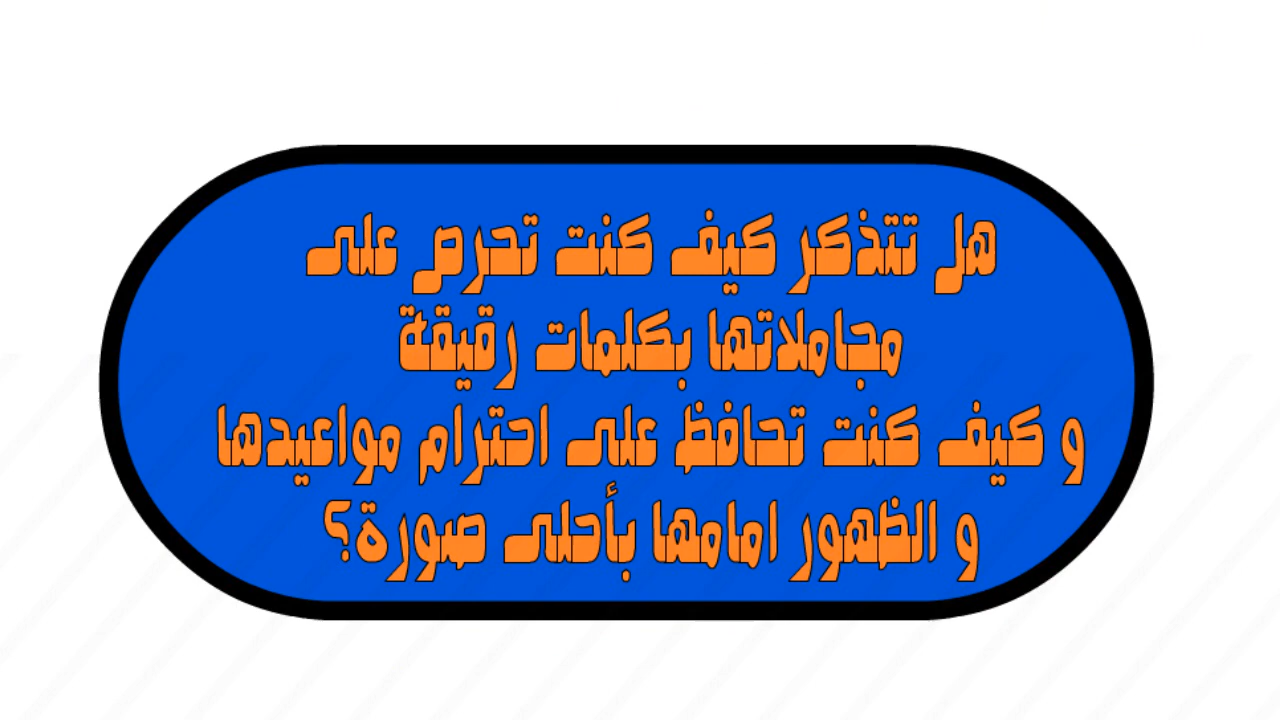 هل تتذكر كيف كنت تحرص على
مجاملاتها بكلمات رقيقة
و كيف كنت تحافظ على احترام مواعيدها
و الظهور امامها بأحلى صورة؟